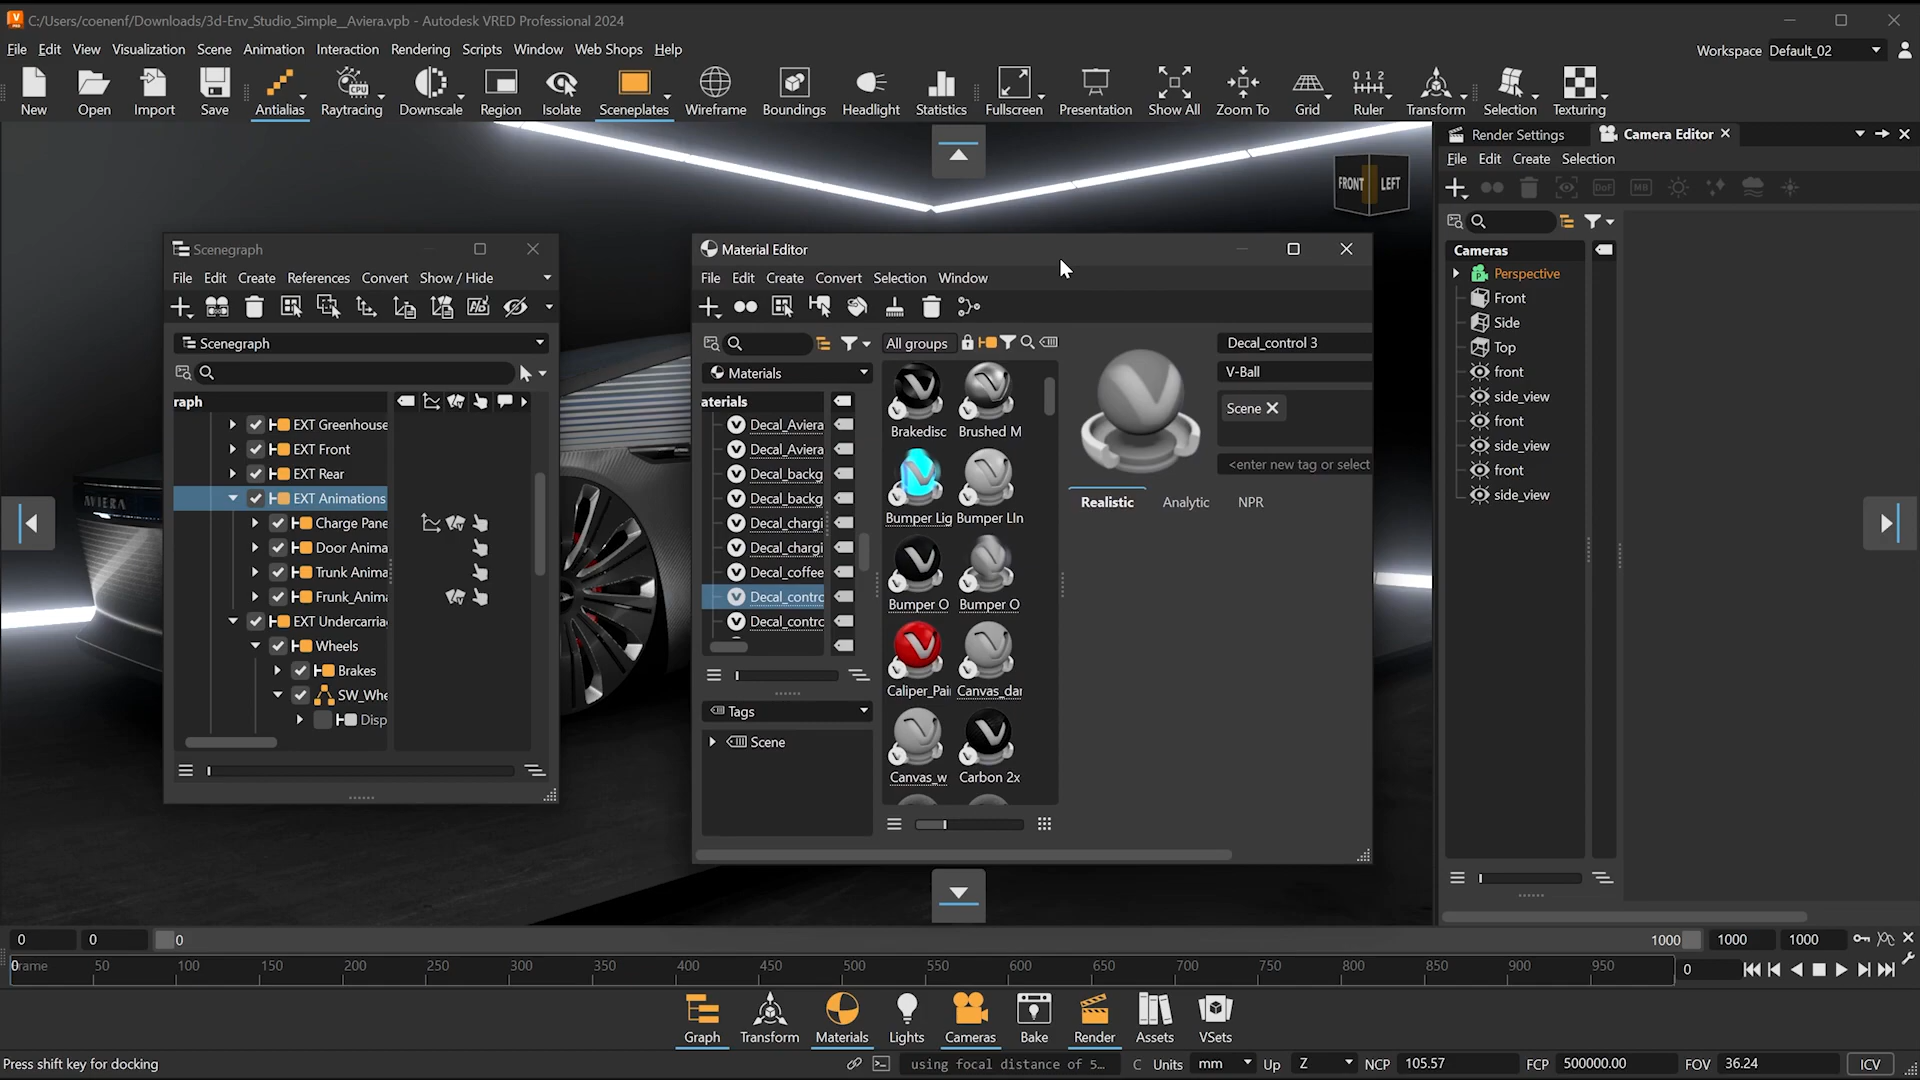 C:/Users/coenenf/Downloads/3d-Env_Studio_Simple__Aviera.vpb - Autodesk VRED Professional 2024
File Edit View Visualization Scene Animation Interaction Rendering Scripts Window Web Shops Help
Workspace Default_02
New Open Import Save Antialias Raytracing Downscale Region Isolate Sceneplates Wireframe Boundings Headlight Statistics Fullscreen Presentation Show All Zoom To Grid Ruler Transform Selection Texturing
Render Settings
Camera Editor
File Edit Create Selection
FRONT LEFT
AVIERA
Cameras
Perspective
Front
Side
Top
front
side_view
front
side_view
front
side_view
Scenegraph
File Edit Create References Convert Show / Hide
Scenegraph
raph
EXT Greenhouse
EXT Front
EXT Rear
EXT Animations
Charge Pane
Door Anima
Trunk Anima
Frunk_Anima
EXT Undercarria
Wheels
Brakes
SW_Whe
Disp
Material Editor
File Edit Create Convert Selection Window
All groups
Materials
aterials
Decal_Aviera
Decal_Aviera
Decal_backg
Decal_backg
Decal_chargi
Decal_chargi
Decal_coffee
Decal_contro
Decal_contro
Tags
Scene
Brakedisc Brushed M
Bumper Lig Bumper LIn
Bumper O Bumper O
Caliper_Pai Canvas_dar
Canvas_w Carbon 2x
Decal_control 3
V-Ball
Scene
<enter new tag or select
Realistic Analytic NPR
0 0 0 1000 1000 1000
Frame 50 100 150 200 250 300 350 400 450 500 550 600 650 700 750 800 850 900 950 0
Graph Transform Materials Lights Cameras Bake Render Assets VSets
Press shift key for docking
using focal distance of 5... C Units mm Up Z NCP 105.57 FCP 500000.00 FOV 36.24 ICV